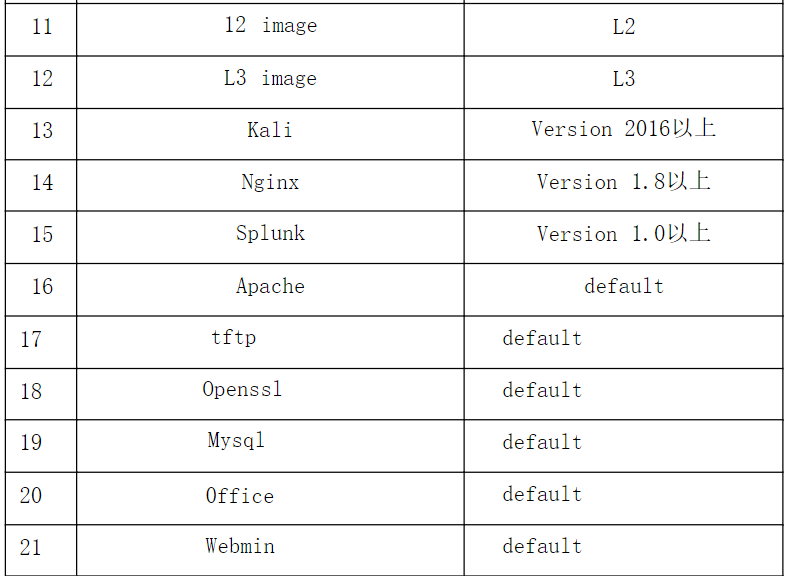 11 12 image L2
12 L3 image L3
13 Kali Version 2016以上
14 Nginx Version 1.8以上
15 Splunk Version 1.0以上
16 Apache default
17 tftp default
18 Openssl default
19 Mysql default
20 Office default
21 Webmin default